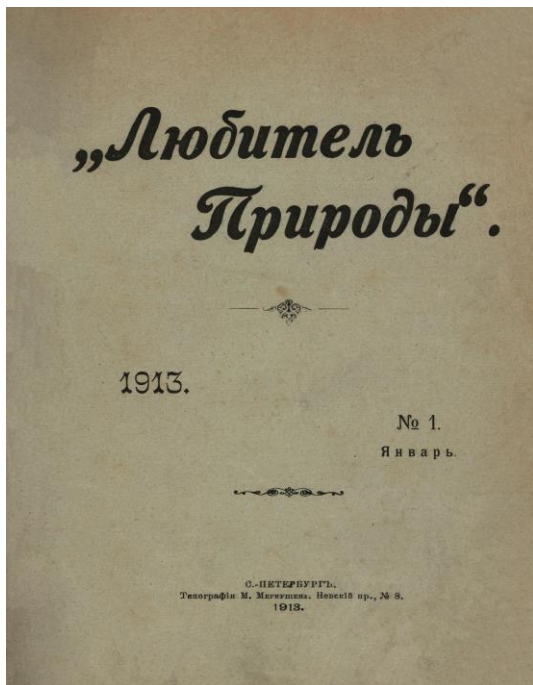 „Любитель
Природы“.
1913.
№ 1.
Январь.
С.-ПЕТЕРБУРГЪ.
Типографія М. Меркушева. Невскій пр., № 8.
1913.